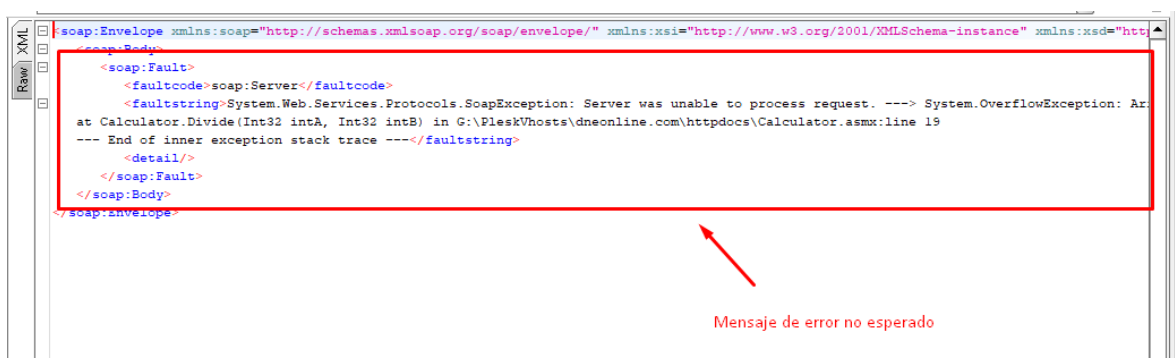 XML
Raw
<soap:Envelope xmlns:soap="http://schemas.xmlsoap.org/soap/envelope/" xmlns:xsi="http://www.w3.org/2001/XMLSchema-instance" xmlns:xsd="http
<soap:Body>
<soap:Fault>
<faultcode>soap:Server</faultcode>
<faultstring>System.Web.Services.Protocols.SoapException: Server was unable to process request. ---> System.OverflowException: Ari
at Calculator.Divide(Int32 intA, Int32 intB) in G:\PleskVhosts\dneonline.com\httpdocs\Calculator.asmx:line 19
--- End of inner exception stack trace ---</faultstring>
<detail/>
</soap:Fault>
</soap:Body>
</soap:Envelope>
Mensaje de error no esperado